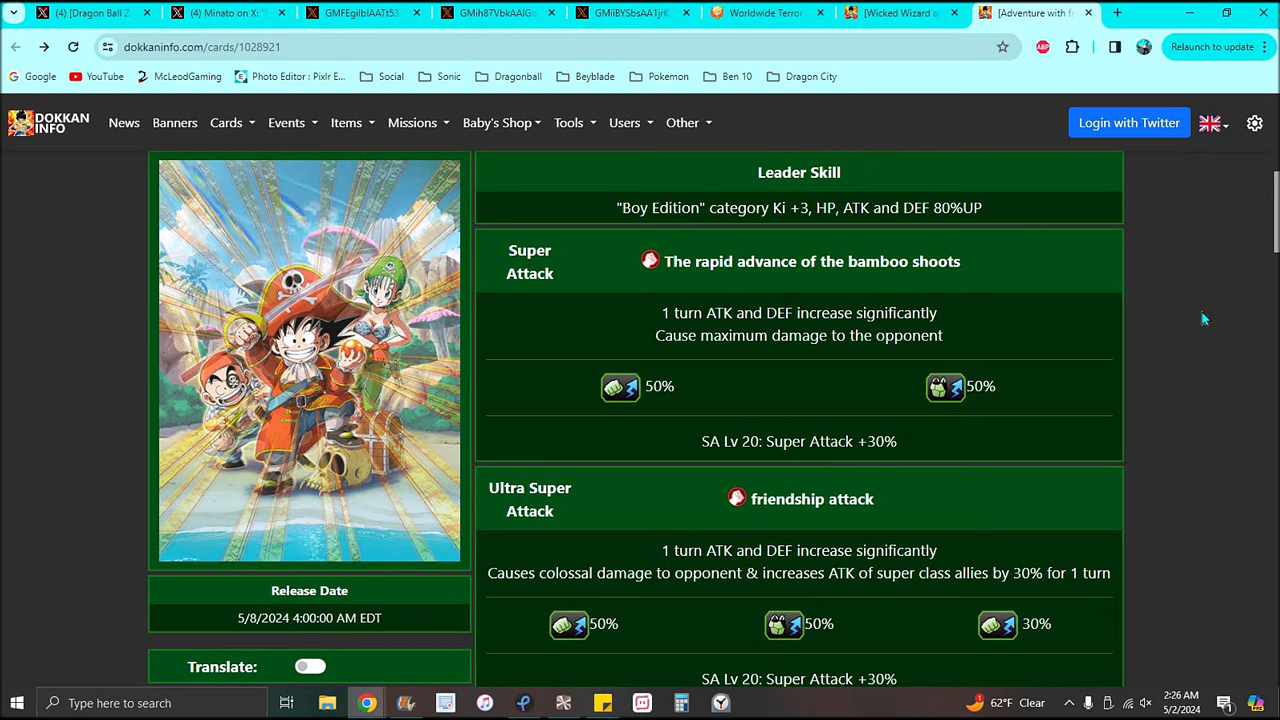 [Dragon Ball Z
(4) Minato on X: "
GMFEgilbIAATt53
GMih87VbkAAIGo
GMiiBYSbsAA1jrK
Worldwide Terror
[Wicked Wizard a
[Adventure with f
dokkaninfo.com/cards/1028921
Relaunch to update
Google
YouTube
McLeodGaming
Photo Editor : Pixlr E...
Social
Sonic
Dragonball
Beyblade
Pokemon
Ben 10
Dragon City
DOKKAN
INFO
News
Banners
Cards
Events
Items
Missions
Baby's Shop
Tools
Users
Other
Login with Twitter
Leader Skill
"Boy Edition" category Ki +3, HP, ATK and DEF 80%UP
Super
Attack
The rapid advance of the bamboo shoots
1 turn ATK and DEF increase significantly
Cause maximum damage to the opponent
50%
50%
SA Lv 20: Super Attack +30%
Ultra Super
Attack
friendship attack
1 turn ATK and DEF increase significantly
Causes colossal damage to opponent & increases ATK of super class allies by 30% for 1 turn
50%
50%
30%
SA Lv 20: Super Attack +30%
Release Date
5/8/2024 4:00:00 AM EDT
Translate:
Type here to search
62°F Clear
2:26 AM
5/2/2024